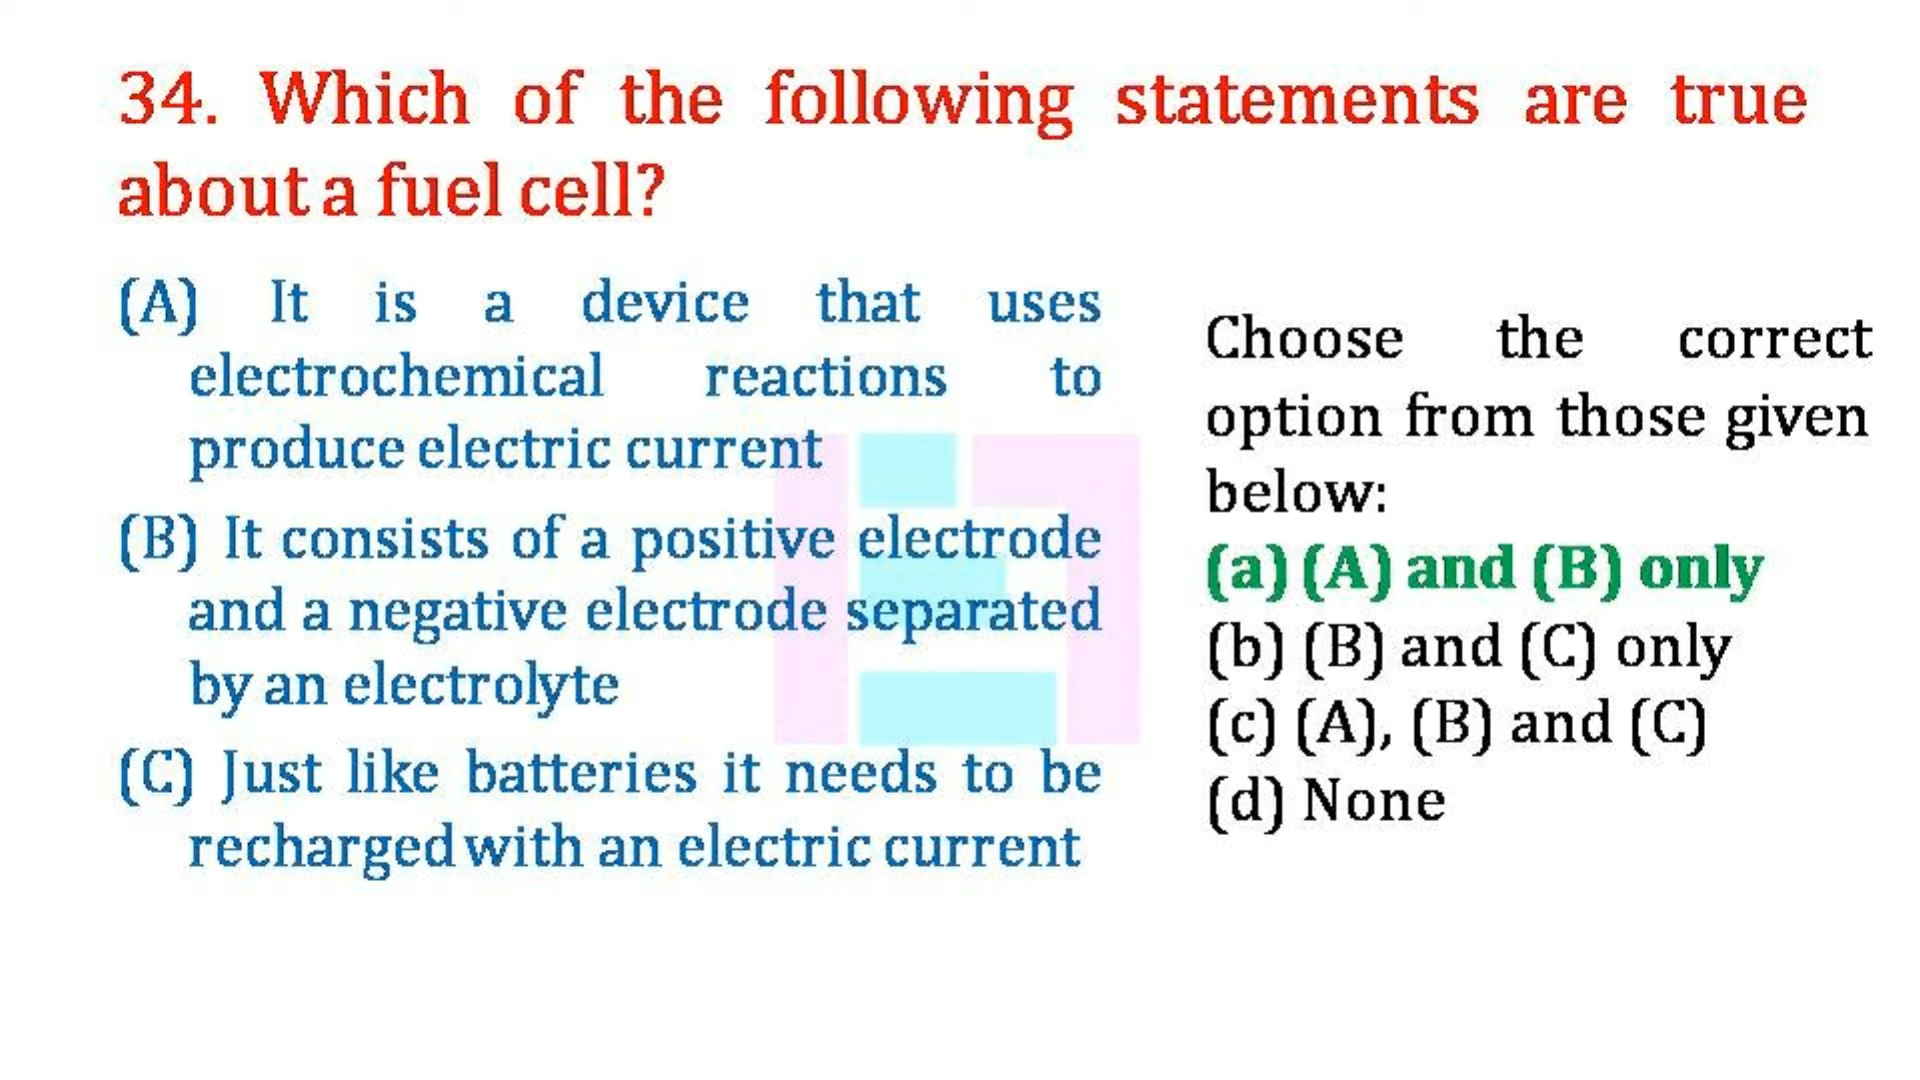 34. Which of the following statements are true
about a fuel cell?
(A) It is a device that uses
electrochemical reactions to
produce electric current
(B) It consists of a positive electrode
and a negative electrode separated
by an electrolyte
(C) Just like batteries it needs to be
recharged with an electric current
Choose the correct
option from those given
below:
(a) (A) and (B) only
(b) (B) and (C) only
(c) (A), (B) and (C)
(d) None